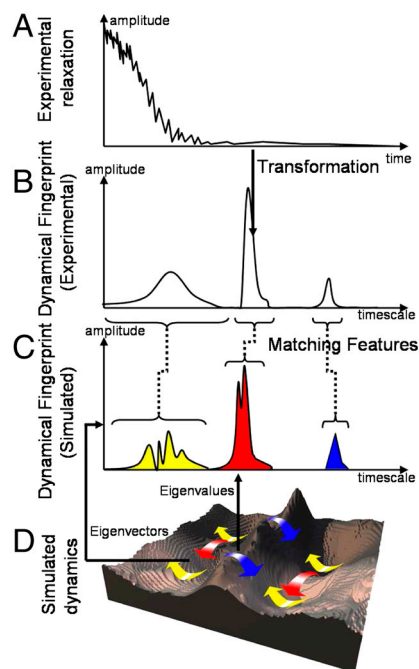 A
amplitude
Experimental
relaxation
time
Transformation
B
amplitude
Dynamical Fingerprint
(Experimental)
timescale
C
amplitude
Matching Features
Dynamical Fingerprint
(Simulated)
timescale
Eigenvalues
Eigenvectors
D
Simulated
dynamics